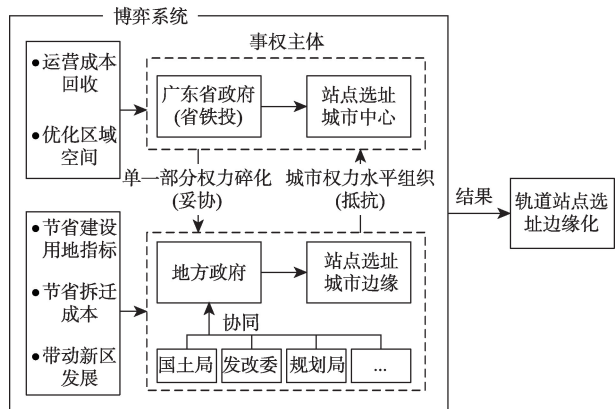 博弈系统
事权主体
●运营成本
回收
●优化区域
空间
广东省政府
(省铁投)
站点选址
城市中心
单一部分权力碎化
(妥协)
城市权力水平组织
(抵抗)
结果
轨道站点选
址边缘化
●节省建设
用地指标
●节省拆迁
成本
●带动新区
发展
地方政府
站点选址
城市边缘
协同
国土局
发改委
规划局
...